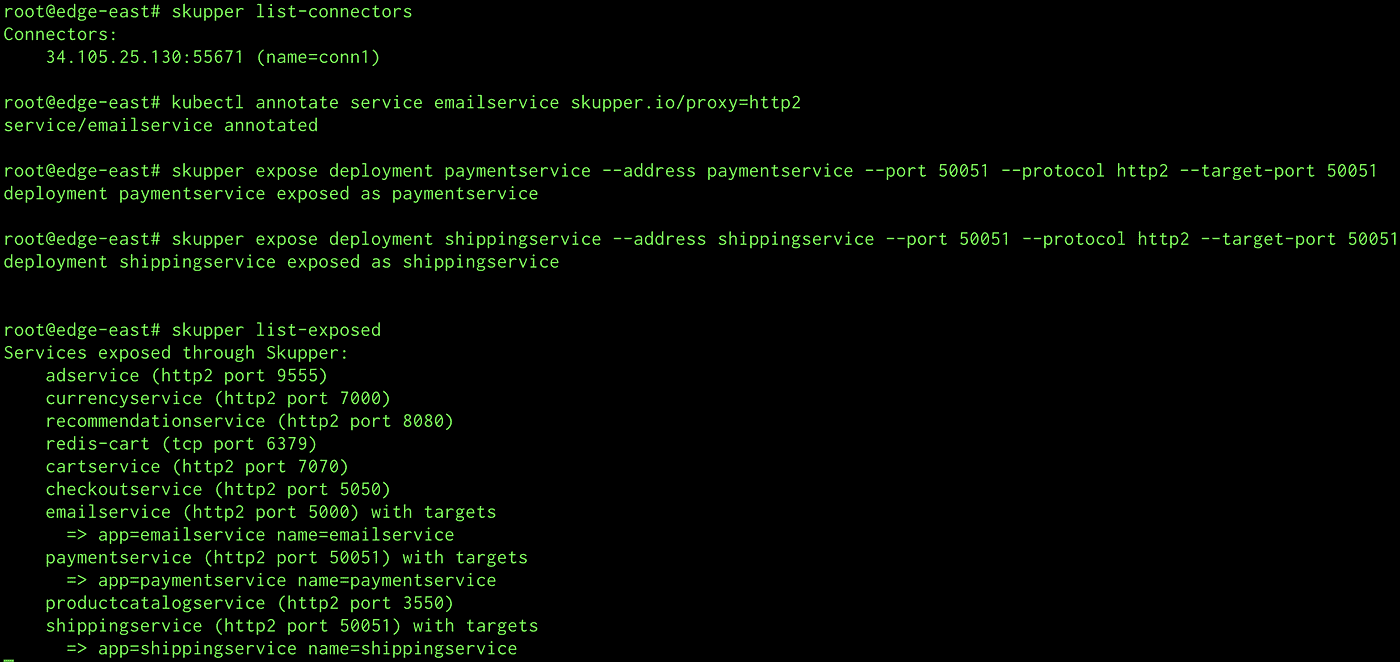 root@edge-east# skupper list-connectors
Connectors:
    34.105.25.130:55671 (name=conn1)
root@edge-east# kubectl annotate service emailservice skupper.io/proxy=http2
service/emailservice annotated
root@edge-east# skupper expose deployment paymentservice --address paymentservice --port 50051 --protocol http2 --target-port 50051
deployment paymentservice exposed as paymentservice
root@edge-east# skupper expose deployment shippingservice --address shippingservice --port 50051 --protocol http2 --target-port 50051
deployment shippingservice exposed as shippingservice
root@edge-east# skupper list-exposed
Services exposed through Skupper:
    adservice (http2 port 9555)
    currencyservice (http2 port 7000)
    recommendationservice (http2 port 8080)
    redis-cart (tcp port 6379)
    cartservice (http2 port 7070)
    checkoutservice (http2 port 5050)
    emailservice (http2 port 5000) with targets
      => app=emailservice name=emailservice
    paymentservice (http2 port 50051) with targets
      => app=paymentservice name=paymentservice
    productcatalogservice (http2 port 3550)
    shippingservice (http2 port 50051) with targets
      => app=shippingservice name=shippingservice